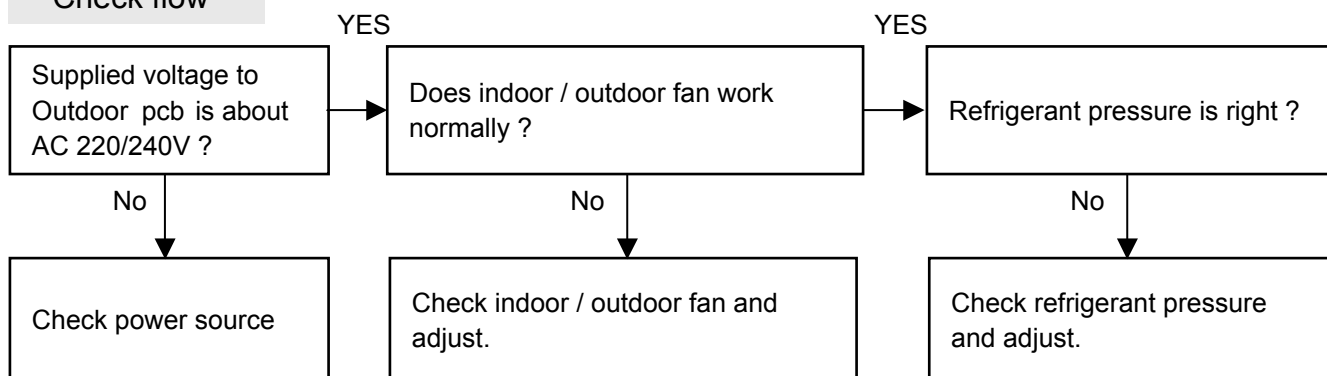 Check flow
YES
YES
Supplied voltage to
Outdoor pcb is about
AC 220/240V ?
Does indoor / outdoor fan work
normally ?
Refrigerant pressure is right ?
No
No
No
Check power source
Check indoor / outdoor fan and
adjust.
Check refrigerant pressure
and adjust.